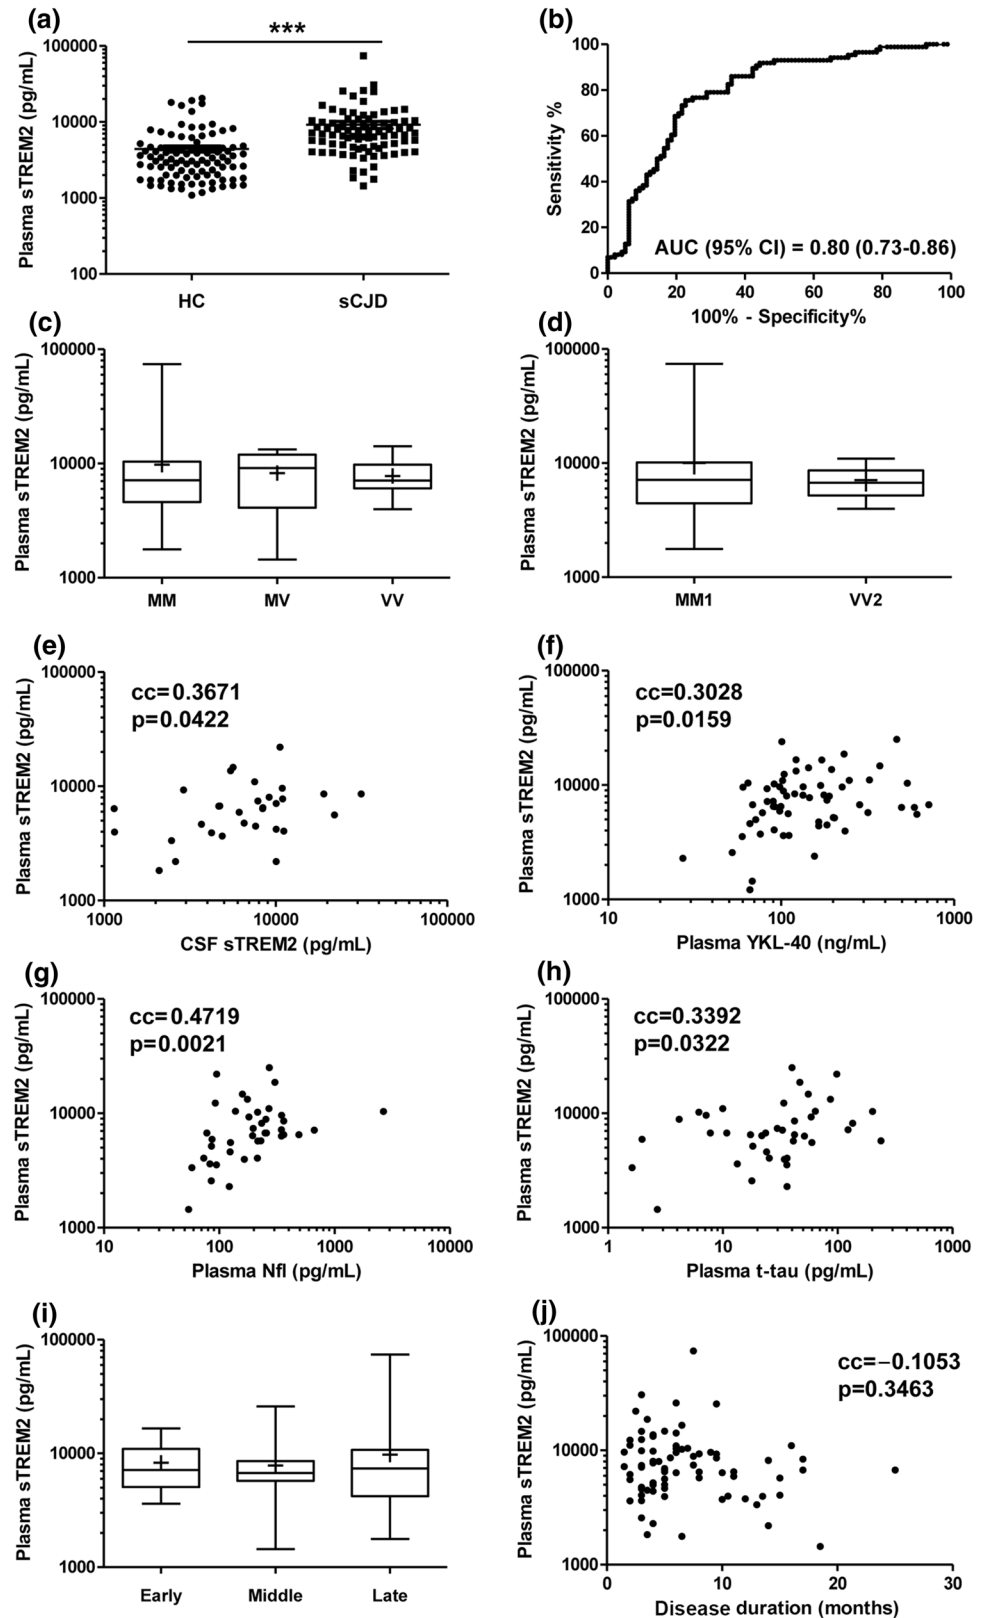 (a)
***
Plasma sTREM2 (pg/mL)
100000
10000
1000
100
HC
sCJD
(b)
Sensitivity %
100
80
60
40
20
0
AUC (95% CI) = 0.80 (0.73-0.86)
0 20 40 60 80 100
100% - Specificity%
(c)
Plasma sTREM2 (pg/mL)
100000
10000
1000
MM MV VV
(d)
Plasma sTREM2 (pg/mL)
100000
10000
1000
MM1 VV2
(e)
Plasma sTREM2 (pg/mL)
100000
10000
1000
cc=0.3671
p=0.0422
1000 10000 100000
CSF sTREM2 (pg/mL)
(f)
Plasma sTREM2 (pg/mL)
100000
10000
1000
cc=0.3028
p=0.0159
10 100 1000
Plasma YKL-40 (ng/mL)
(g)
Plasma sTREM2 (pg/mL)
100000
10000
1000
cc=0.4719
p=0.0021
10 100 1000 10000
Plasma Nfl (pg/mL)
(h)
Plasma sTREM2 (pg/mL)
100000
10000
1000
cc=0.3392
p=0.0322
1 10 100 1000
Plasma t-tau (pg/mL)
(i)
Plasma sTREM2 (pg/mL)
100000
10000
1000
Early Middle Late
(j)
Plasma sTREM2 (pg/mL)
100000
10000
1000
cc=−0.1053
p=0.3463
0 10 20 30
Disease duration (months)